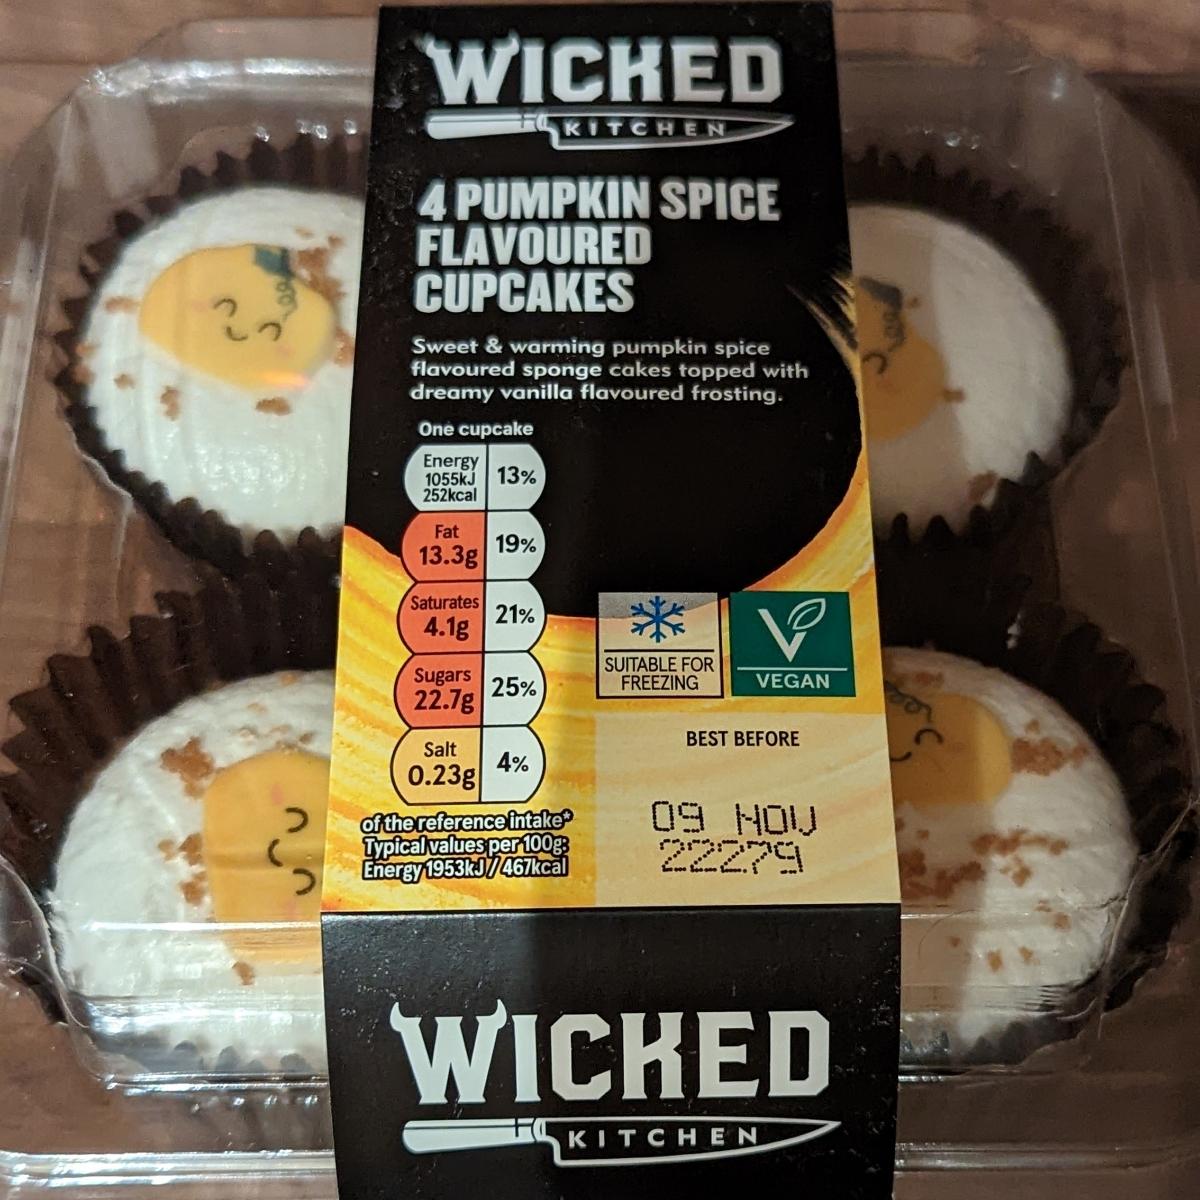 WICKED
KITCHEN
4 PUMPKIN SPICE
FLAVOURED
CUPCAKES
Sweet & warming pumpkin spice
flavoured sponge cakes topped with
dreamy vanilla flavoured frosting.
One cupcake
Energy
1055kJ
252kcal
13%
Fat
13.3g
19%
Saturates
4.1g
21%
Sugars
22.7g
25%
Salt
0.23g
4%
of the reference intake*
Typical values per 100g:
Energy 1953kJ / 467kcal
SUITABLE FOR
FREEZING
V
VEGAN
BEST BEFORE
09 NOV
22279
WICKED
KITCHEN